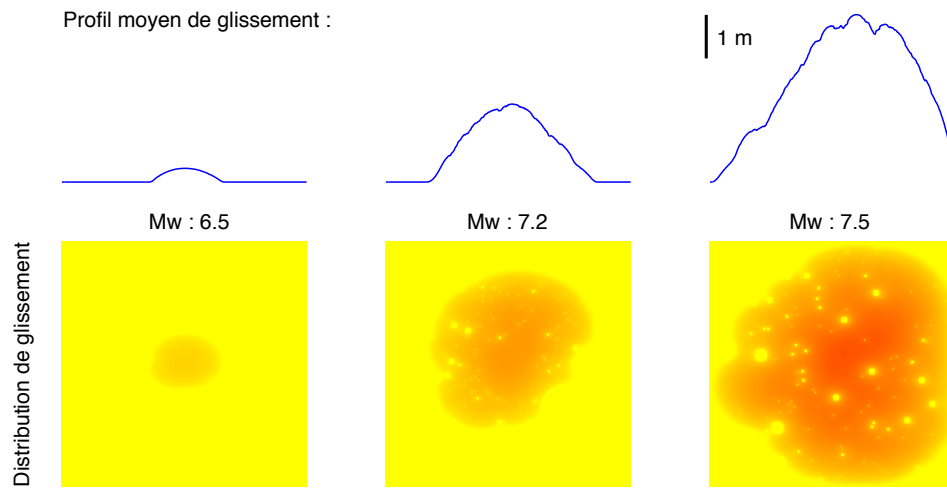 Profil moyen de glissement :
1 m
Mw : 6.5
Mw : 7.2
Mw : 7.5
Distribution de glissement